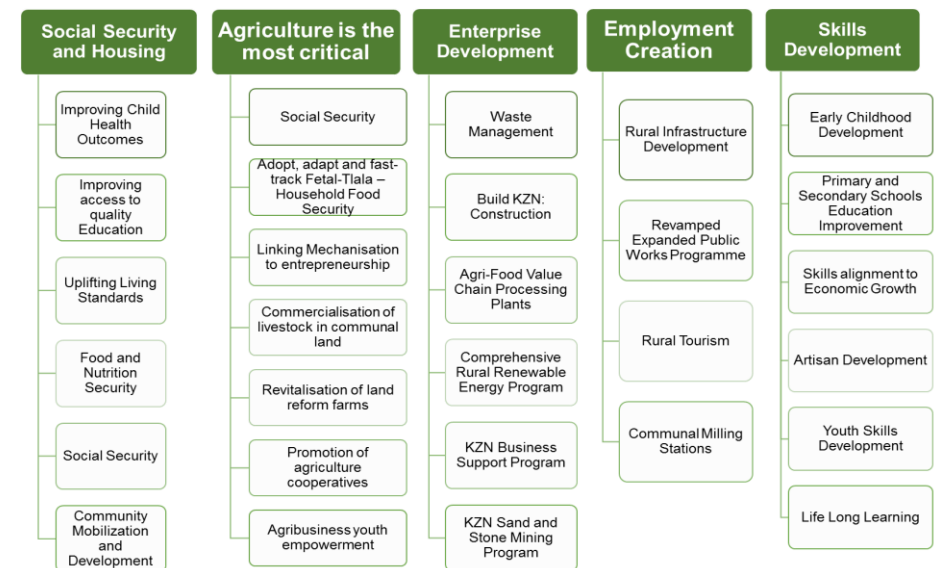 Social Security
and Housing
Improving Child
Health
Outcomes
Improving
access to
quality
Education
Uplifting Living
Standards
Food and
Nutrition
Security
Social Security
Community
Mobilization
and
Development
Agriculture is the
most critical
Social Security
Adopt, adapt and fast-
track Fetal-Tlala –
Household Food
Security
Linking Mechanisation
to entrepreneurship
Commercialisation of
livestock in communal
land
Revitalisation of land
reform farms
Promotion of
agriculture
cooperatives
Agribusiness youth
empowerment
Enterprise
Development
Waste
Management
Build KZN:
Construction
Agri-Food Value
Chain Processing
Plants
Comprehensive
Rural Renewable
Energy Program
KZN Business
Support Program
KZN Sand and
Stone Mining
Program
Employment
Creation
Rural Infrastructure
Development
Revamped
Expanded Public
Works Programme
Rural Tourism
Communal Milling
Stations
Skills
Development
Early Childhood
Development
Primary and
Secondary Schools
Education
Improvement
Skills alignment to
Economic Growth
Artisan Development
Youth Skills
Development
Life Long Learning